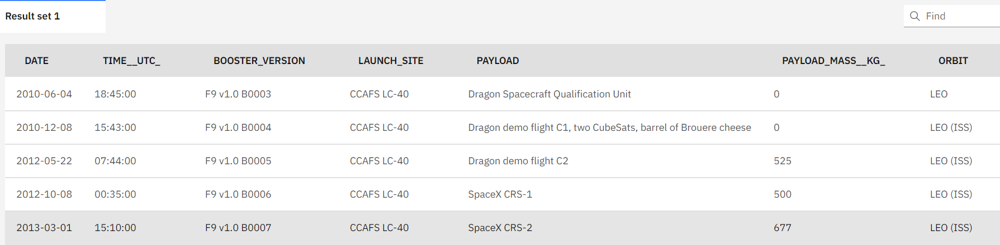 Result set 1
Find
DATE TIME__UTC_ BOOSTER_VERSION LAUNCH_SITE PAYLOAD PAYLOAD_MASS__KG_ ORBIT
2010-06-04 18:45:00 F9 v1.0 B0003 CCAFS LC-40 Dragon Spacecraft Qualification Unit 0 LEO
2010-12-08 15:43:00 F9 v1.0 B0004 CCAFS LC-40 Dragon demo flight C1, two CubeSats, barrel of Brouere cheese 0 LEO (ISS)
2012-05-22 07:44:00 F9 v1.0 B0005 CCAFS LC-40 Dragon demo flight C2 525 LEO (ISS)
2012-10-08 00:35:00 F9 v1.0 B0006 CCAFS LC-40 SpaceX CRS-1 500 LEO (ISS)
2013-03-01 15:10:00 F9 v1.0 B0007 CCAFS LC-40 SpaceX CRS-2 677 LEO (ISS)